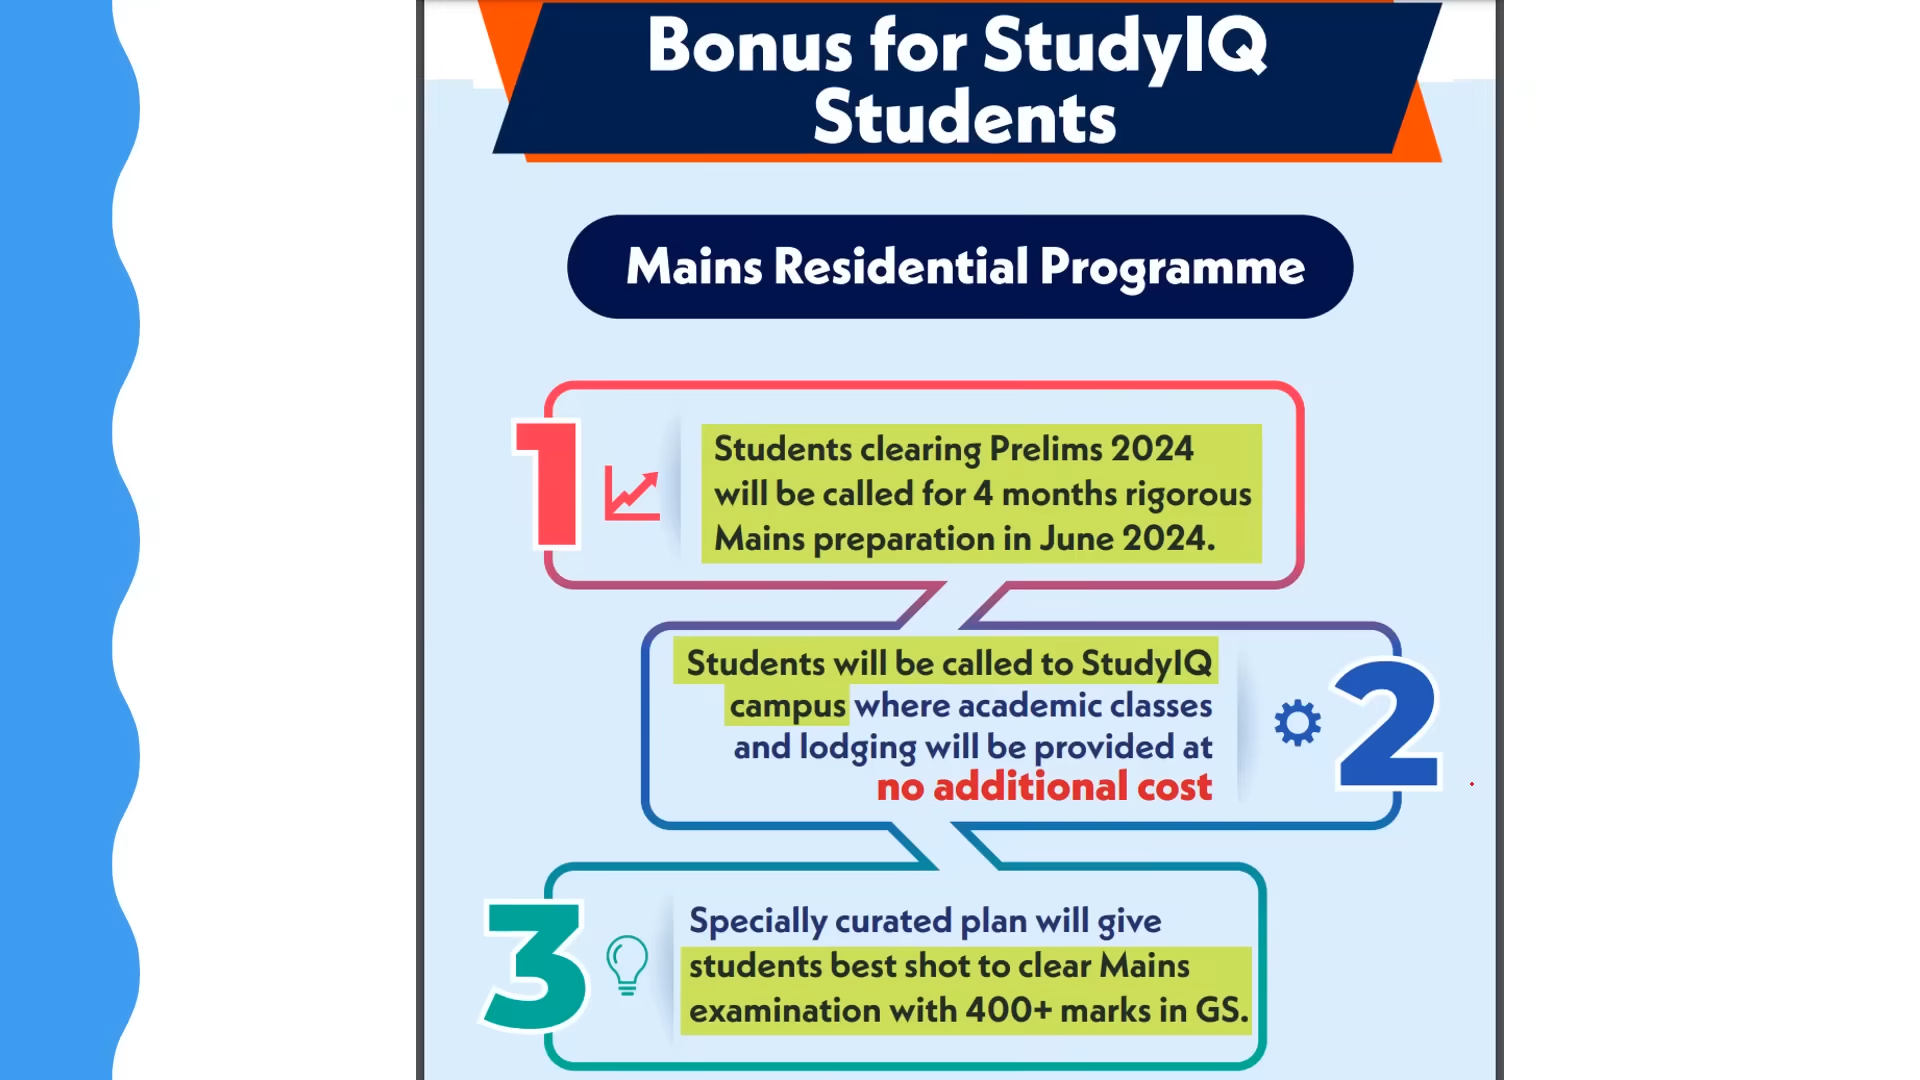 Bonus for StudyIQ
Students
Mains Residential Programme
1
Students clearing Prelims 2024
will be called for 4 months rigorous
Mains preparation in June 2024.
Students will be called to StudyIQ
campus where academic classes
and lodging will be provided at
no additional cost
2
3
Specially curated plan will give
students best shot to clear Mains
examination with 400+ marks in GS.